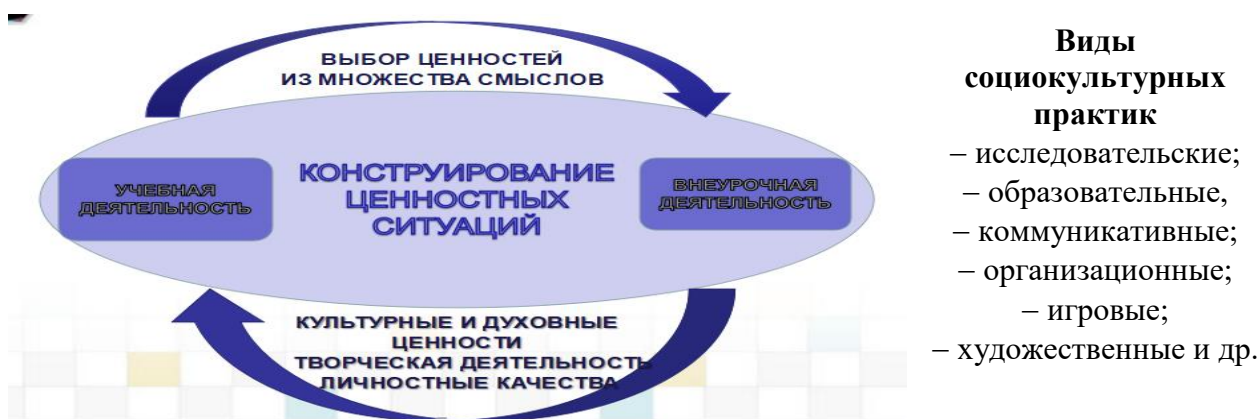 ВЫБОР ЦЕННОСТЕЙ
ИЗ МНОЖЕСТВА СМЫСЛОВ
УЧЕБНАЯ
ДЕЯТЕЛЬНОСТЬ
КОНСТРУИРОВАНИЕ
ЦЕННОСТНЫХ
СИТУАЦИЙ
ВНЕУРОЧНАЯ
ДЕЯТЕЛЬНОСТЬ
КУЛЬТУРНЫЕ И ДУХОВНЫЕ
ЦЕННОСТИ
ТВОРЧЕСКАЯ ДЕЯТЕЛЬНОСТЬ
ЛИЧНОСТНЫЕ КАЧЕСТВА
Виды
социокультурных
практик
– исследовательские;
– образовательные,
– коммуникативные;
– организационные;
– игровые;
– художественные и др.